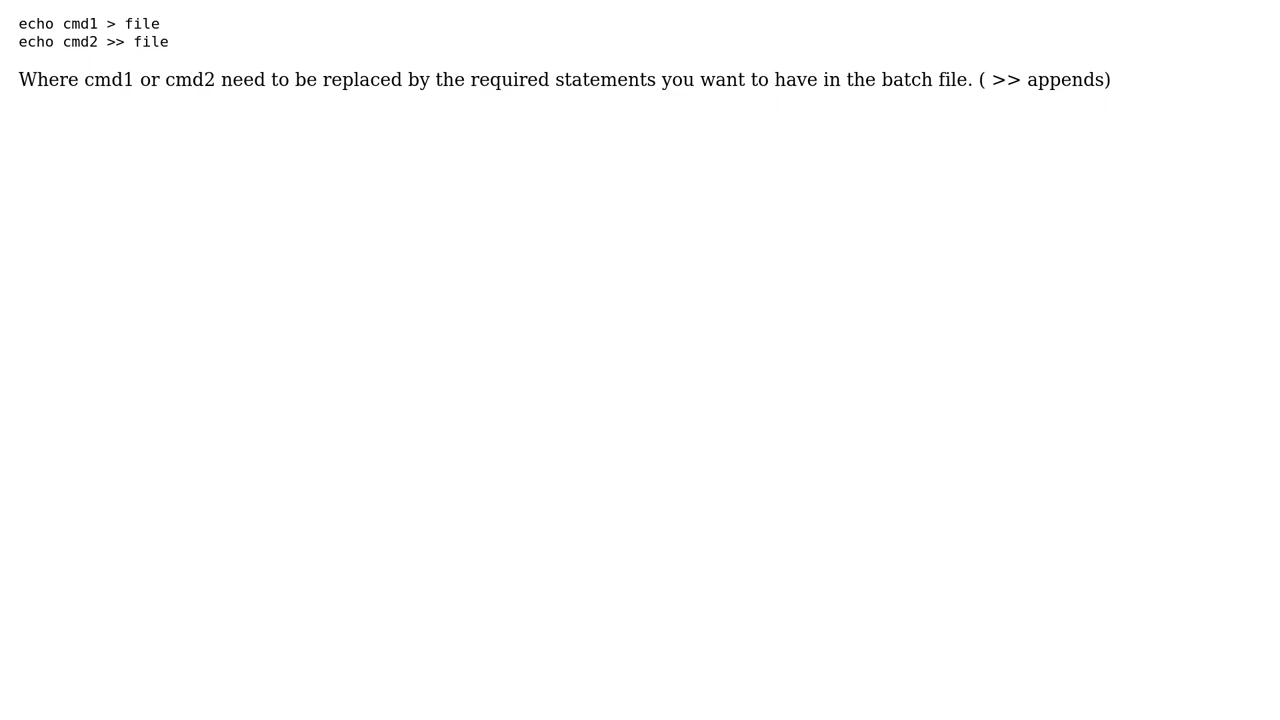 echo cmd1 > file
echo cmd2 >> file
Where cmd1 or cmd2 need to be replaced by the required statements you want to have in the batch file. ( >> appends)